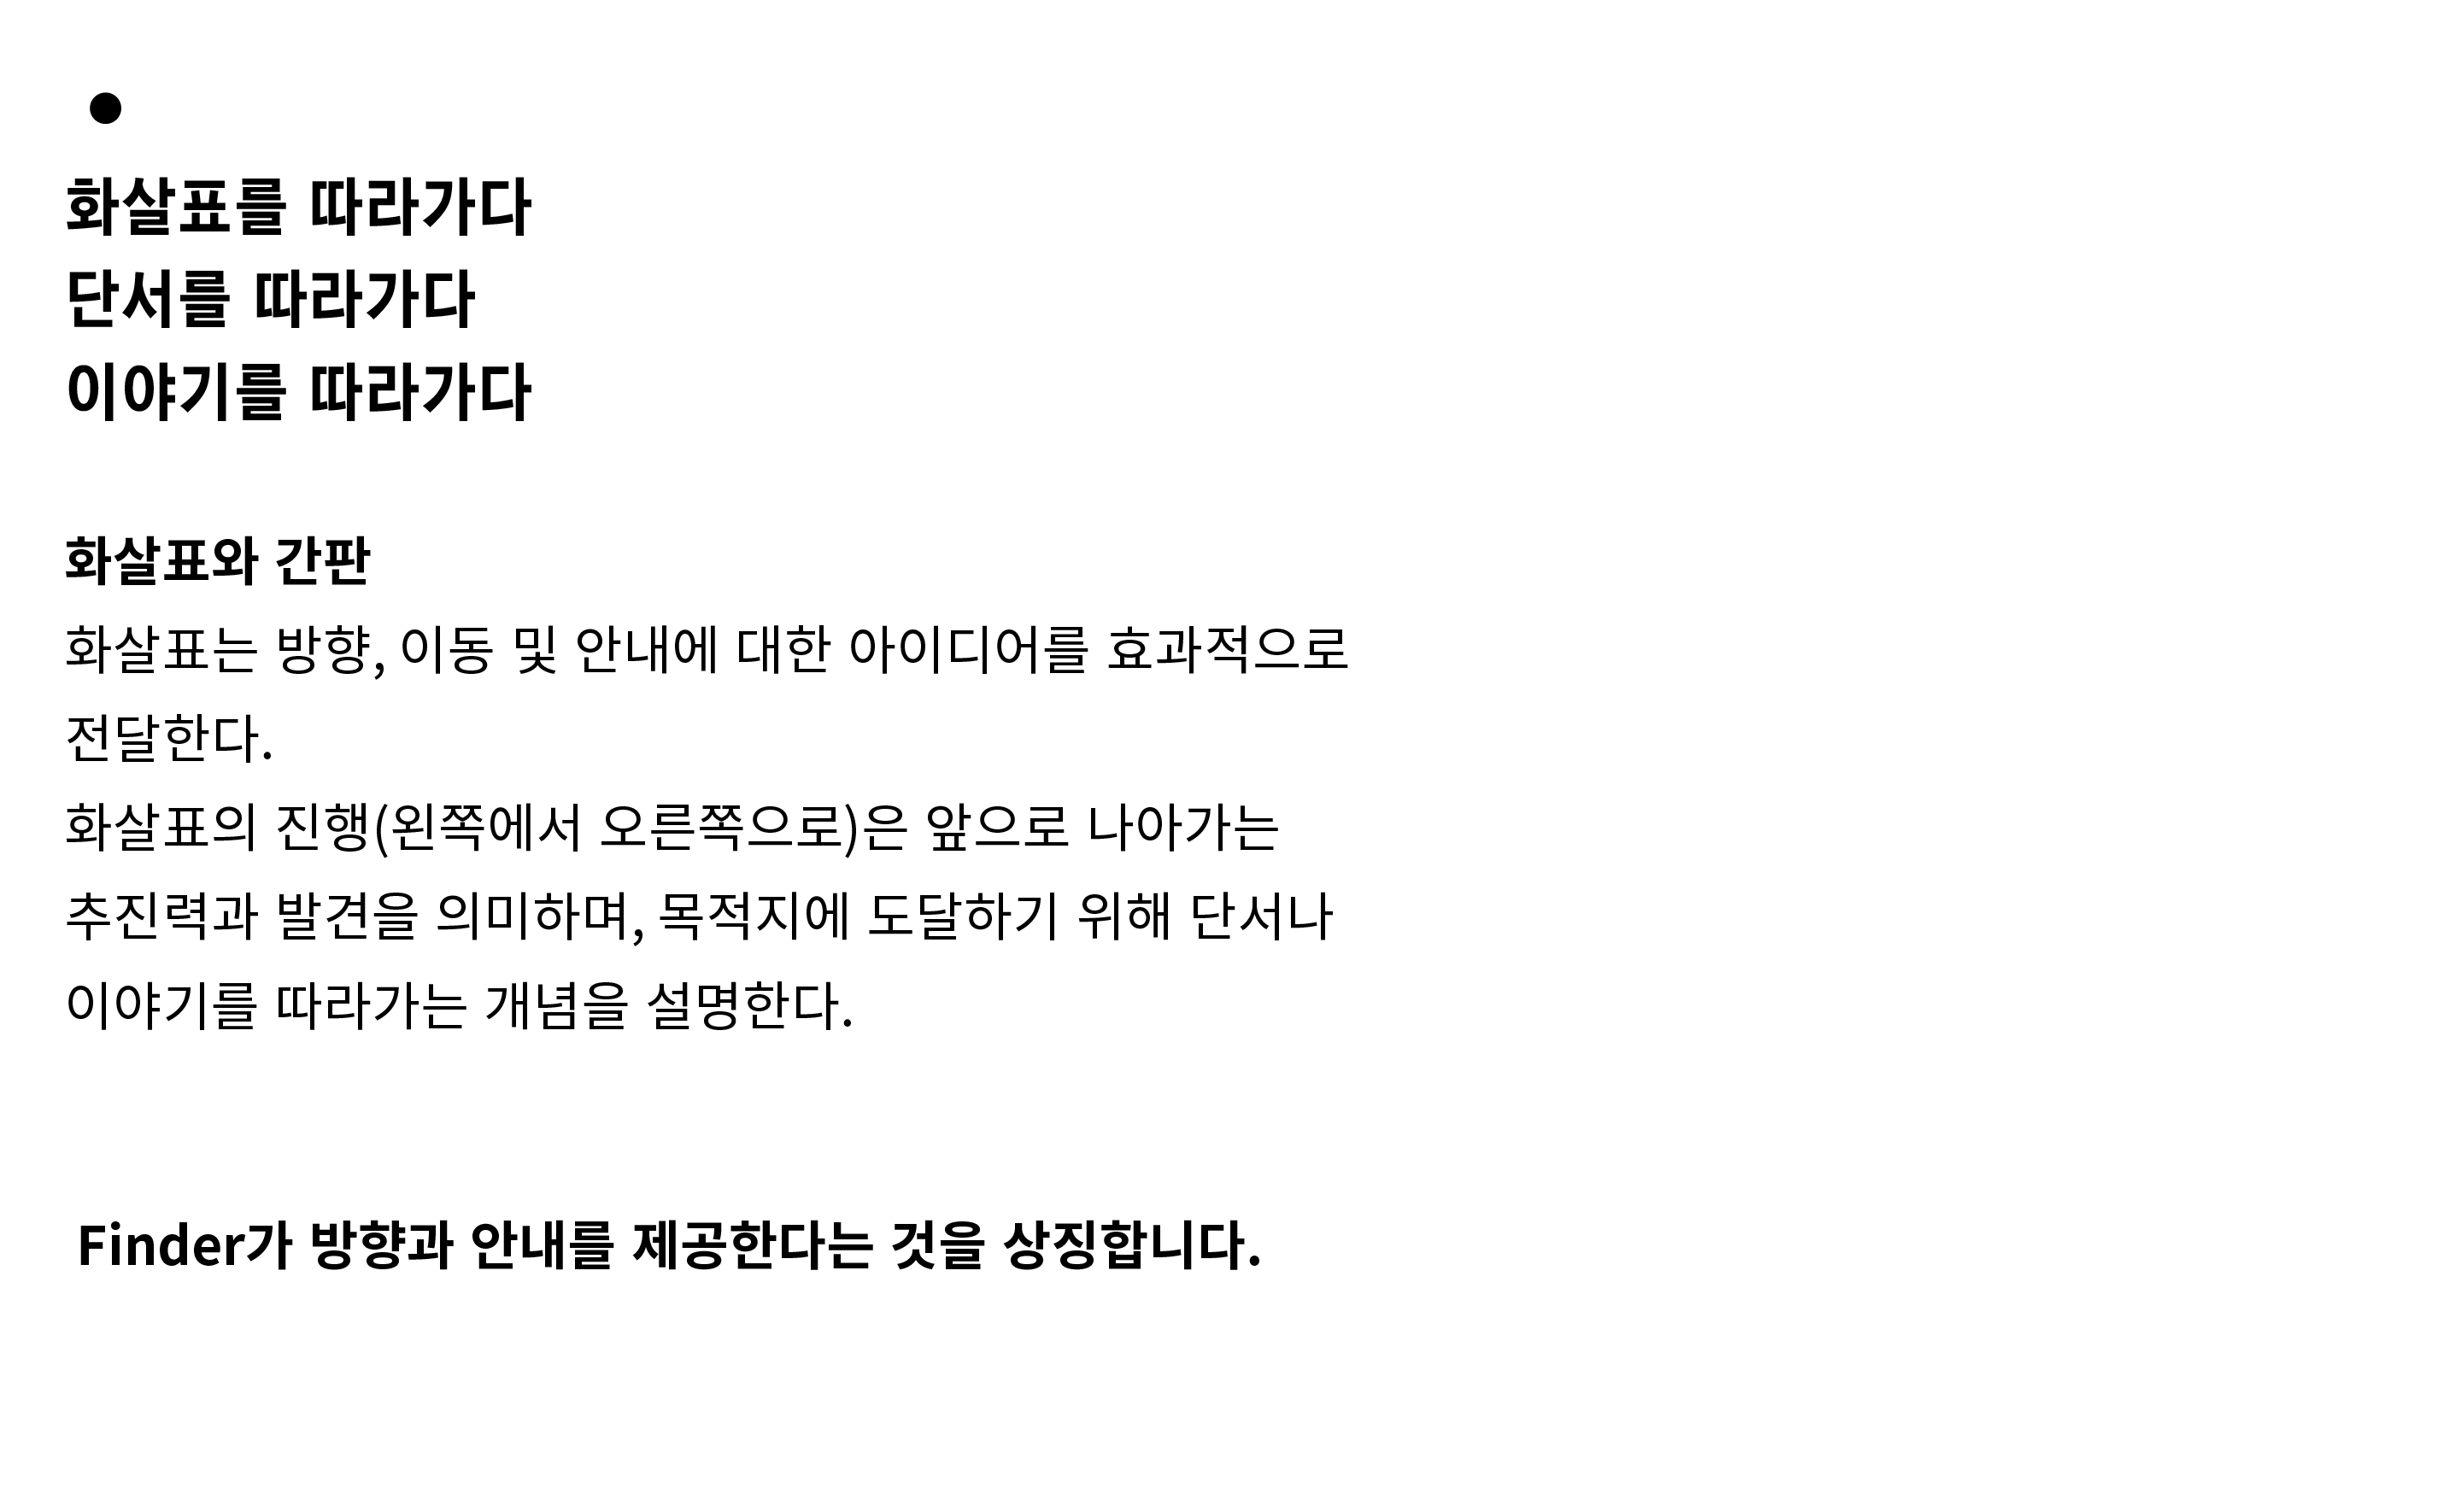 화살표를 따라가다
단서를 따라가다
이야기를 따라가다
화살표와 간판
화살표는 방향, 이동 및 안내에 대한 아이디어를 효과적으로
전달한다.
화살표의 진행(왼쪽에서 오른쪽으로)은 앞으로 나아가는
추진력과 발견을 의미하며, 목적지에 도달하기 위해 단서나
이야기를 따라가는 개념을 설명한다.
Finder가 방향과 안내를 제공한다는 것을 상징합니다.